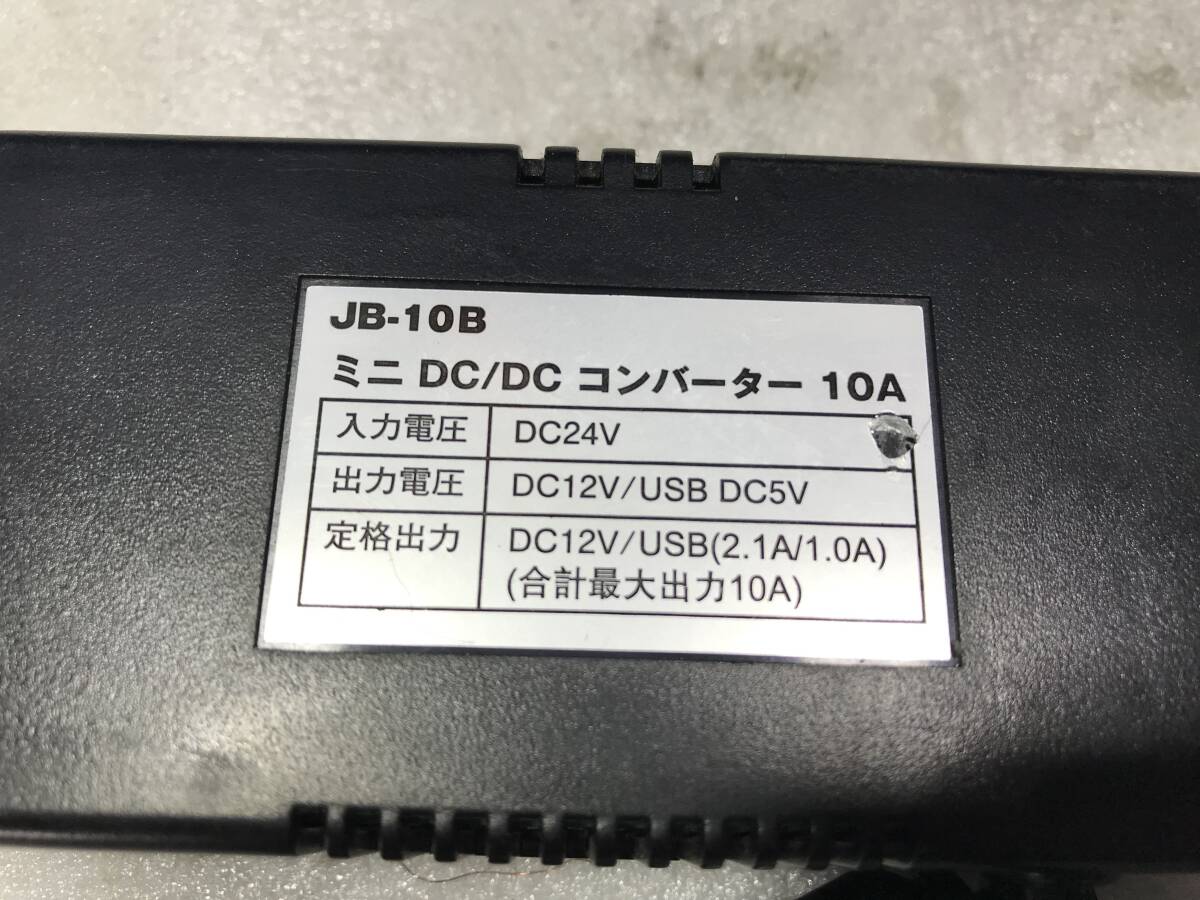 JB-10B
ミニ DC/DC コンバーター 10A
入力電圧 DC24V
出力電圧 DC12V/USB DC5V
定格出力 DC12V/USB(2.1A/1.0A)
(合計最大出力10A)